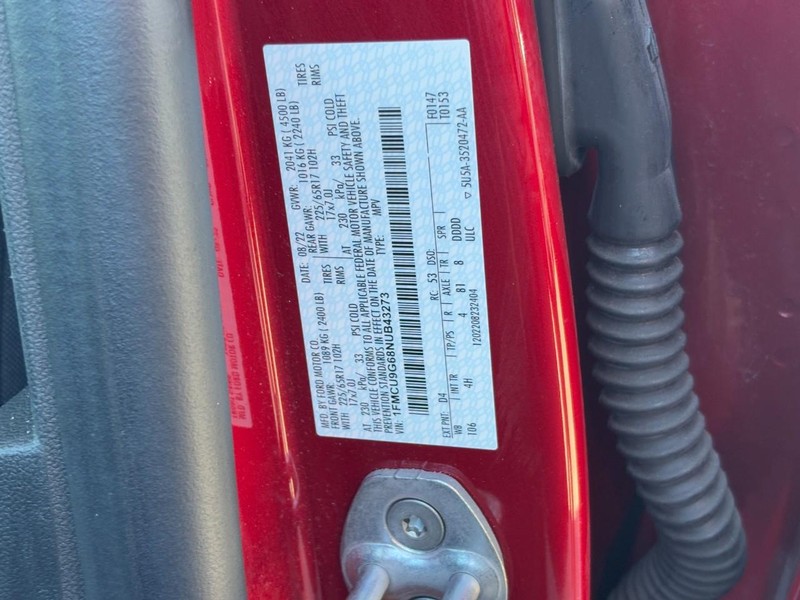 MFD. BY FORD MOTOR CO.
DATE: 08/22 GVWR: 2041 KG ( 4500 LB)
FRONT GAWR: 1089 KG ( 2400 LB) REAR GAWR: 1016 KG ( 2240 LB)
WITH 225/65R17 102H TIRES WITH 225/65R17 102H TIRES
17x7.0J RIMS 17x7.0J RIMS
AT 230 kPa/ 33 PSI COLD AT 230 kPa/ 33 PSI COLD
THIS VEHICLE CONFORMS TO ALL APPLICABLE FEDERAL MOTOR VEHICLE SAFETY AND THEFT
PREVENTION STANDARDS IN EFFECT ON THE DATE OF MANUFACTURE SHOWN ABOVE.
VIN: 1FMCU9G68NUB43273 TYPE: MPV
F0147
T0153
EXT PNT: D4 RC: 53 DSO:
WB INT TR TP/PS R AXLE TR SPR
106 4H 4 B1 8 DDDD
ULC
1202208232404 5U5A-3520472-AA